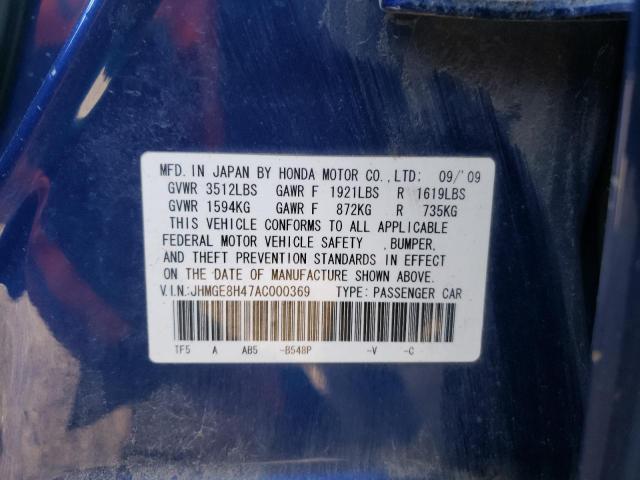 MFD. IN JAPAN BY HONDA MOTOR CO., LTD: 09/'09
GVWR 3512LBS GAWR F 1921LBS R 1619LBS
GVWR 1594KG GAWR F 872KG R 735KG
THIS VEHICLE CONFORMS TO ALL APPLICABLE
FEDERAL MOTOR VEHICLE SAFETY , BUMPER,
AND THEFT PREVENTION STANDARDS IN EFFECT
ON THE DATE OF MANUFACTURE SHOWN ABOVE.
V.I.N:JHMGE8H47AC000369 TYPE: PASSENGER CAR
TF5 A AB5 -B548P -V -C